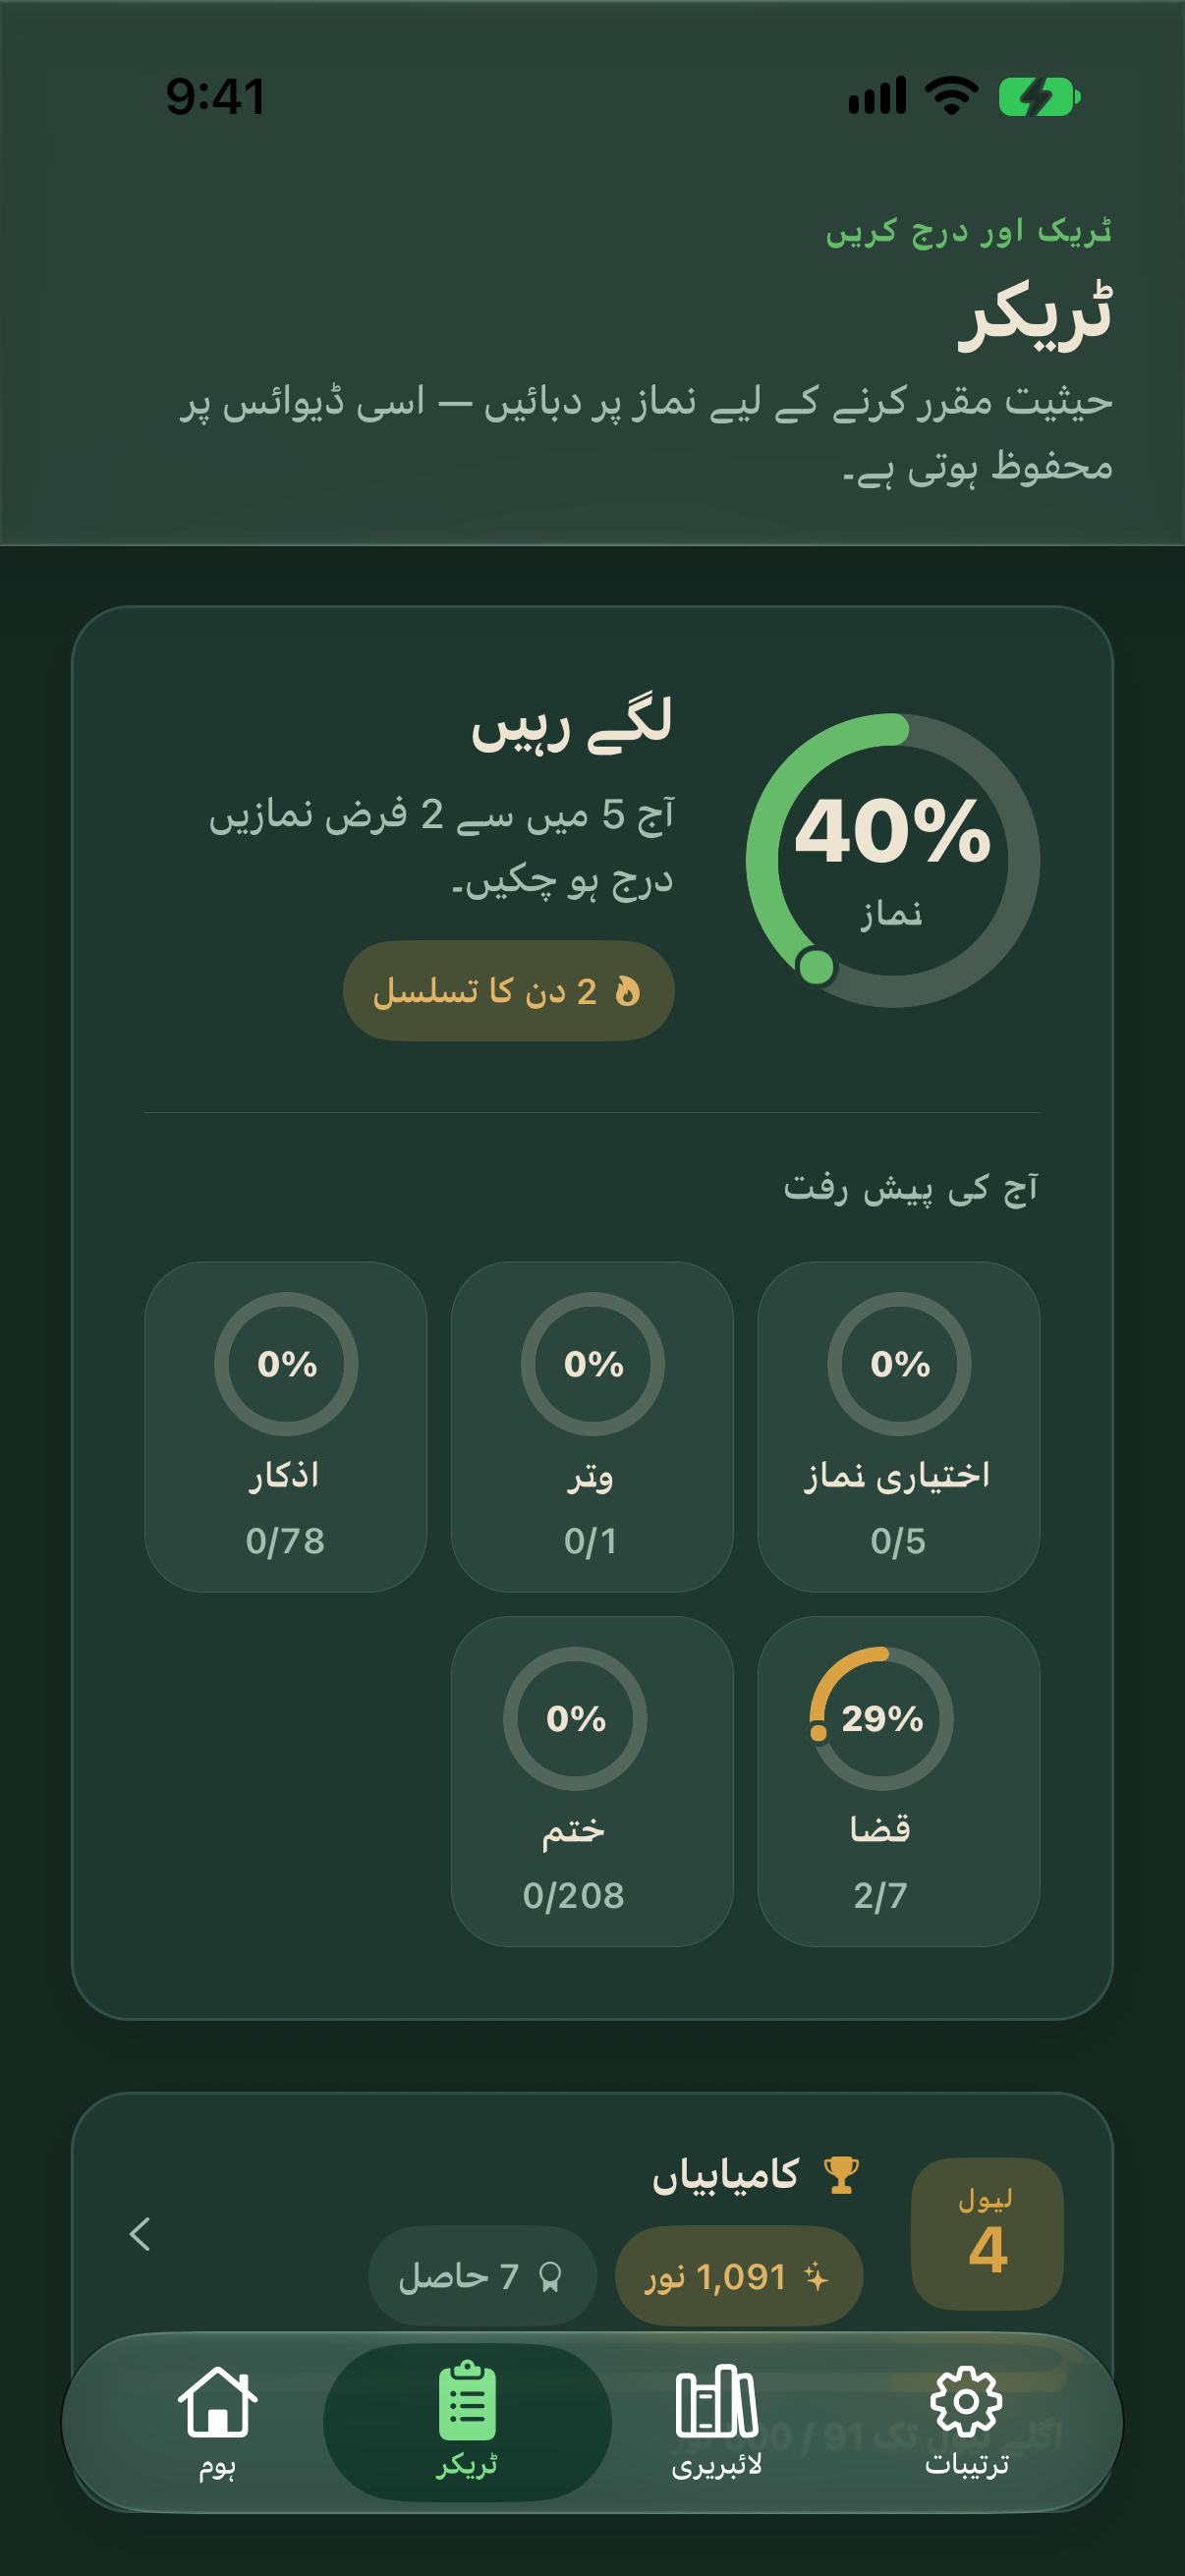 9:41
ٹریک اور درج کریں
ٹریکر
حیثیت مقرر کرنے کے لیے نماز پر دبائیں — اسی ڈیوائس پر
محفوظ ہوتی ہے۔
40%
نماز
لگے رہیں
آج 5 میں سے 2 فرض نمازیں
درج ہو چکیں۔
2 دن کا تسلسل
آج کی پیش رفت
0%
اختیاری نماز
0/5
0%
وتر
0/1
0%
اذکار
0/78
29%
قضا
2/7
0%
ختم
0/208
لیول
4
کامیابیاں
1,091 نور
7 حاصل
ترتیبات
لائبریری
ٹریکر
ہوم